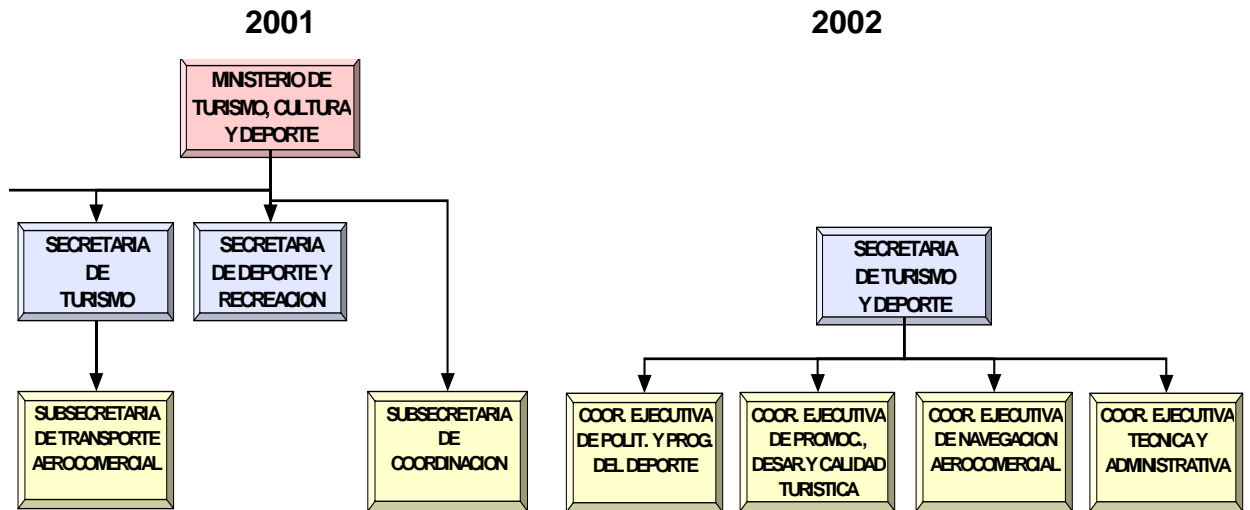 2001
2002
MINISTERIO DE
TURISMO, CULTURA
Y DEPORTE
SECRETARIA
DE
TURISMO
SECRETARIA
DE DEPORTE Y
RECREACION
SECRETARIA
DE TURISMO
Y DEPORTE
SUBSECRETARIA
DE TRANSPORTE
AEROCOMERCIAL
SUBSECRETARIA
DE
COORDINACION
COOR. EJECUTIVA
DE POLIT. Y PROG.
DEL DEPORTE
COOR. EJECUTIVA
DE PROMOC.,
DESAR.Y CALIDAD
TURISTICA
COOR. EJECUTIVA
DE NAVEGACION
AEROCOMERCIAL
COOR. EJECUTIVA
TECNICA Y
ADMINISTRATIVA